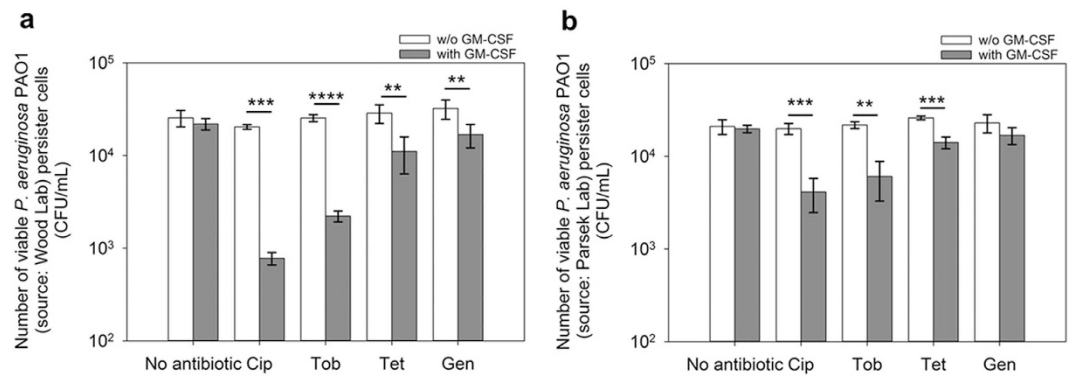 a
Number of viable P. aeruginosa PAO1
(source: Wood Lab) persister cells
(CFU/mL)
w/o GM-CSF
with GM-CSF
10⁵
10⁴
10³
10²
***
****
**
**
No antibiotic Cip Tob Tet Gen
b
Number of viable P. aeruginosa PAO1
(source: Parsek Lab) persister cells
(CFU/mL)
w/o GM-CSF
with GM-CSF
10⁵
10⁴
10³
10²
***
**
***
No antibiotic Cip Tob Tet Gen